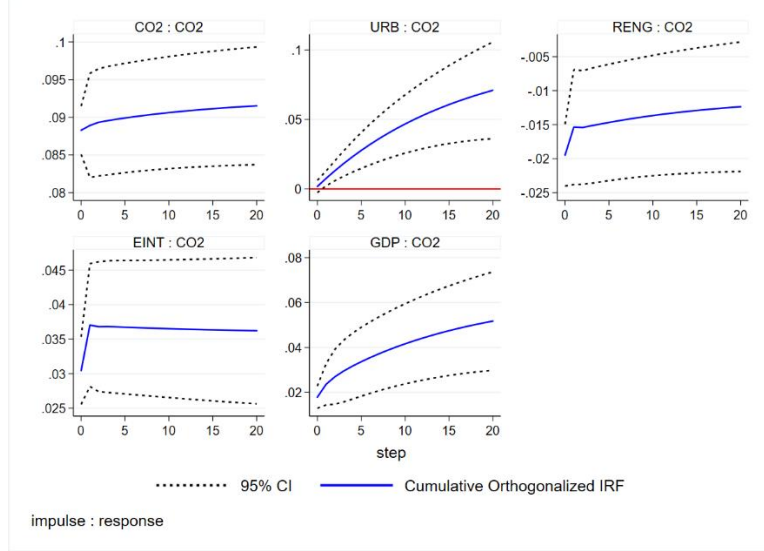 CO2 : CO2
.1
.095
.09
.085
.08
0 5 10 15 20
URB : CO2
.1
.05
0
0 5 10 15 20
RENG : CO2
-.005
-.01
-.015
-.02
-.025
0 5 10 15 20
EINT : CO2
.045
.04
.035
.03
.025
0 5 10 15 20
GDP : CO2
.08
.06
.04
.02
0 5 10 15 20
step
95% CI Cumulative Orthogonalized IRF
impulse : response